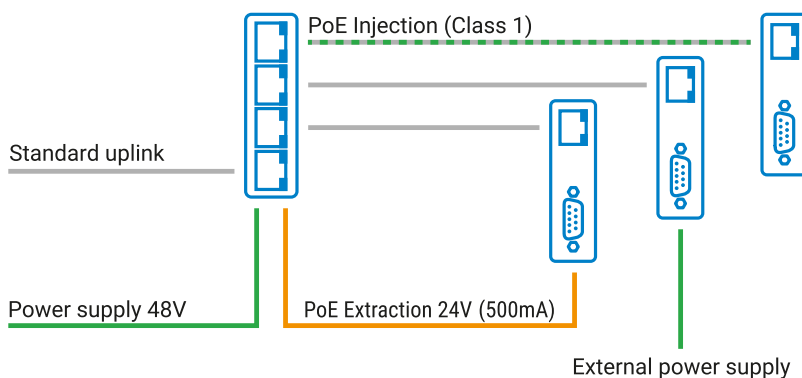 PoE Injection (Class 1)
Standard uplink
Power supply 48V
PoE Extraction 24V (500mA)
External power supply